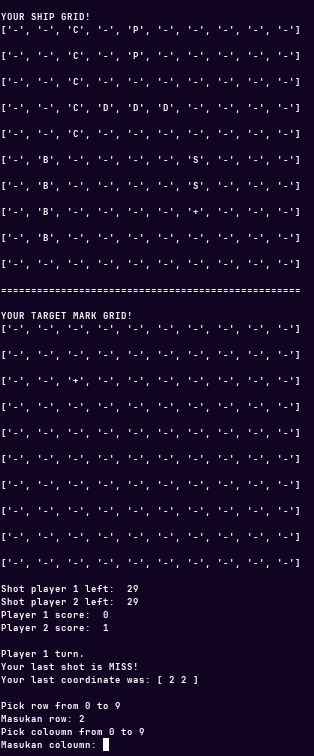 YOUR SHIP GRID!
['-', '-', 'C', '-', 'P', '-', '-', '-', '-', '-']
['-', '-', 'C', '-', 'P', '-', '-', '-', '-', '-']
['-', '-', 'C', '-', '-', '-', '-', '-', '-', '-']
['-', '-', 'C', 'D', 'D', 'D', '-', '-', '-', '-']
['-', '-', 'C', '-', '-', '-', '-', '-', '-', '-']
['-', 'B', '-', '-', '-', '-', 'S', '-', '-', '-']
['-', 'B', '-', '-', '-', '-', 'S', '-', '-', '-']
['-', 'B', '-', '-', '-', '-', '+', '-', '-', '-']
['-', 'B', '-', '-', '-', '-', '-', '-', '-', '-']
['-', '-', '-', '-', '-', '-', '-', '-', '-', '-']
==================================================
YOUR TARGET MARK GRID!
['-', '-', '-', '-', '-', '-', '-', '-', '-', '-']
['-', '-', '-', '-', '-', '-', '-', '-', '-', '-']
['-', '-', '+', '-', '-', '-', '-', '-', '-', '-']
['-', '-', '-', '-', '-', '-', '-', '-', '-', '-']
['-', '-', '-', '-', '-', '-', '-', '-', '-', '-']
['-', '-', '-', '-', '-', '-', '-', '-', '-', '-']
['-', '-', '-', '-', '-', '-', '-', '-', '-', '-']
['-', '-', '-', '-', '-', '-', '-', '-', '-', '-']
['-', '-', '-', '-', '-', '-', '-', '-', '-', '-']
['-', '-', '-', '-', '-', '-', '-', '-', '-', '-']
Shot player 1 left:  29
Shot player 2 left:  29
Player 1 score:  0
Player 2 score:  1
Player 1 turn.
Your last shot is MISS!
Your last coordinate was: [ 2 2 ]
Pick row from 0 to 9
Masukan row: 2
Pick coloumn from 0 to 9
Masukan coloumn: